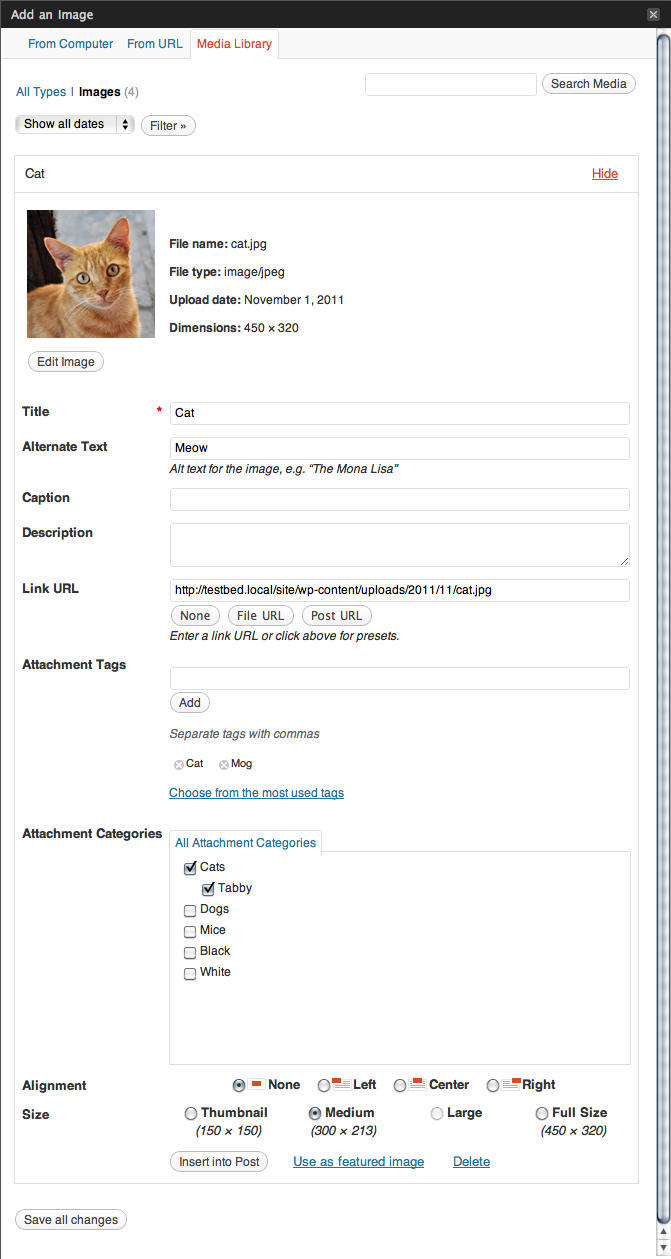 Add an Image
From Computer From URL Media Library
All Types | Images (4) Search Media
Show all dates Filter »
Cat Hide
File name: cat.jpg
File type: image/jpeg
Upload date: November 1, 2011
Dimensions: 450 × 320
Edit Image
Title * Cat
Alternate Text Meow
Alt text for the image, e.g. “The Mona Lisa”
Caption
Description
Link URL http://testbed.local/site/wp-content/uploads/2011/11/cat.jpg
None File URL Post URL
Enter a link URL or click above for presets.
Attachment Tags
Add
Separate tags with commas
Cat Mog
Choose from the most used tags
Attachment Categories All Attachment Categories
Cats
Tabby
Dogs
Mice
Black
White
Alignment None Left Center Right
Size Thumbnail Medium Large Full Size
(150 × 150) (300 × 213) (450 × 320)
Insert into Post Use as featured image Delete
Save all changes